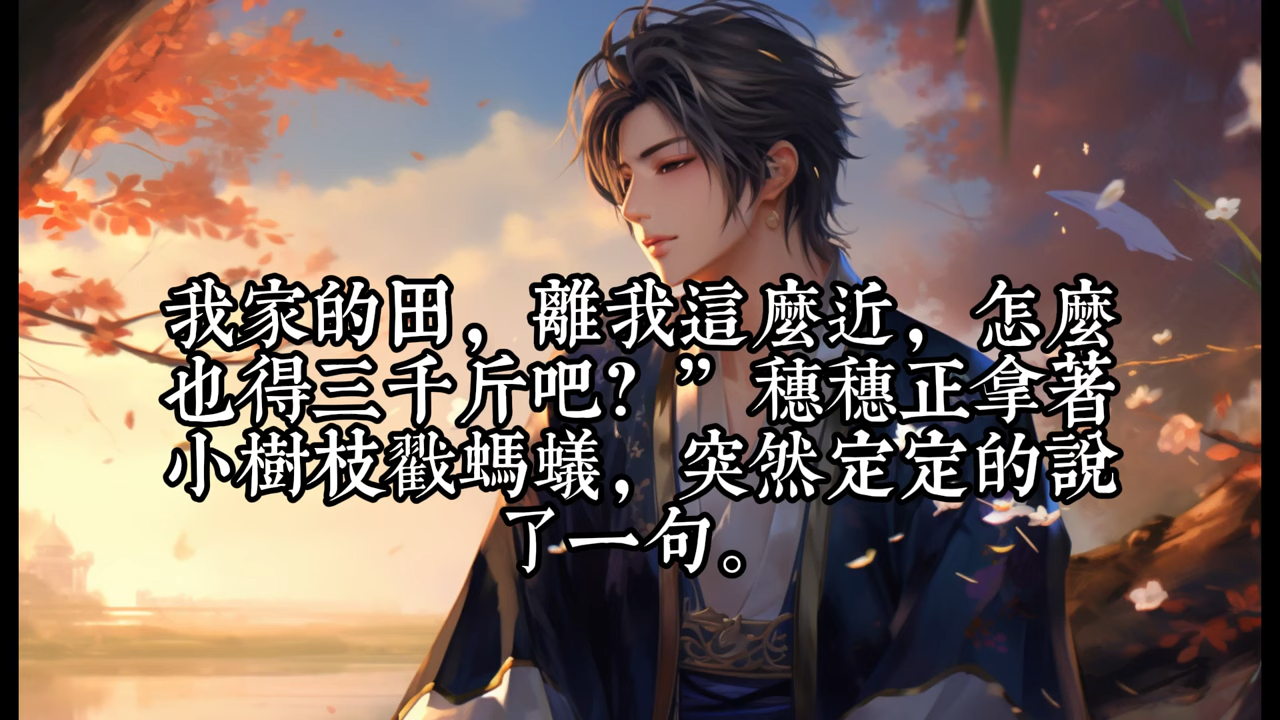 我家的田，離我這麼近，怎麼
也得三千斤吧？”穗穗正拿著
小樹枝戳螞蟻，突然定定的說
了一句。